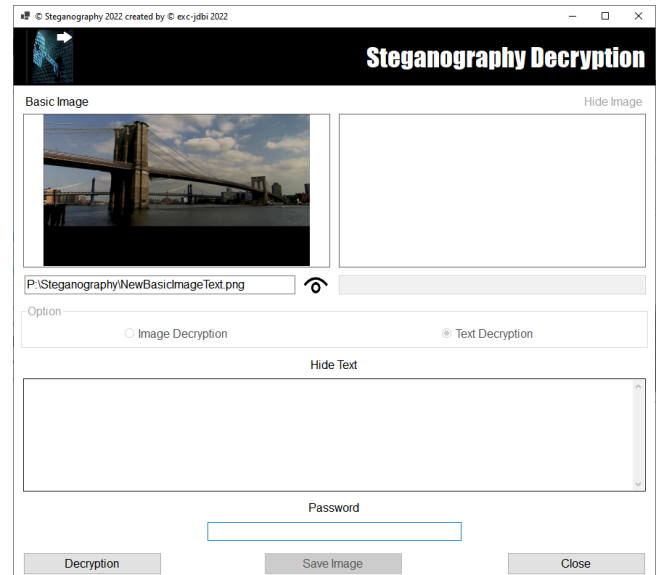 © Steganography 2022 created by © exc-jdbi 2022
Steganography Decryption
Basic Image
Hide Image
P:\Steganography\NewBasicImageText.png
Option
Image Decryption
Text Decryption
Hide Text
Password
Decryption
Save Image
Close